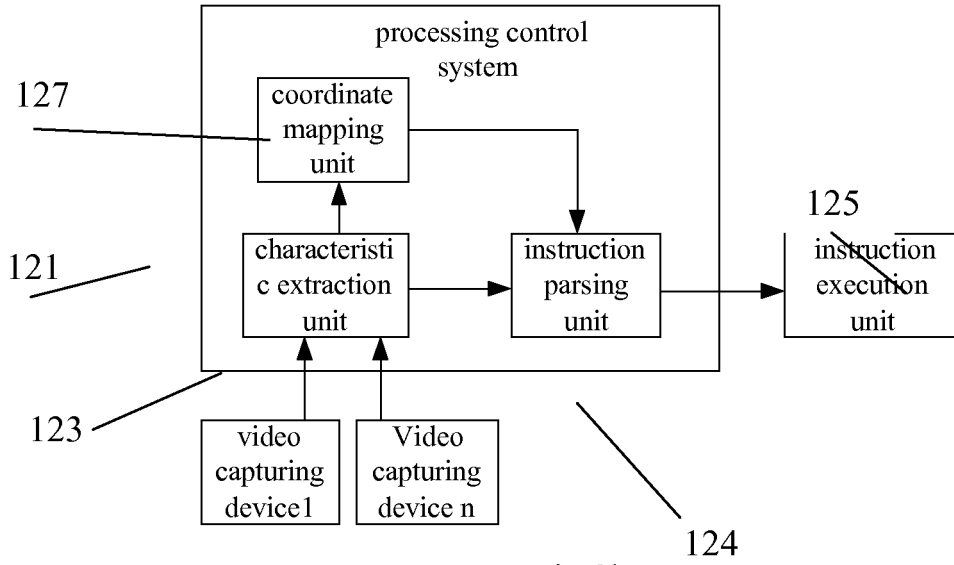 processing control
system
127
coordinate
mapping
unit
125
121
characteristi
c extraction
unit
instruction
parsing
unit
instruction
execution
unit
123
video
capturing
device1
Video
capturing
device n
124